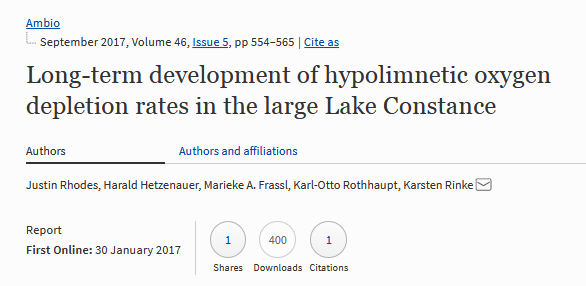 Ambio
September 2017, Volume 46, Issue 5, pp 554–565 | Cite as
Long-term development of hypolimnetic oxygen
depletion rates in the large Lake Constance
Authors Authors and affiliations
Justin Rhodes, Harald Hetzenauer, Marieke A. Frassl, Karl-Otto Rothhaupt, Karsten Rinke
Report
First Online: 30 January 2017
1 400 1
Shares Downloads Citations